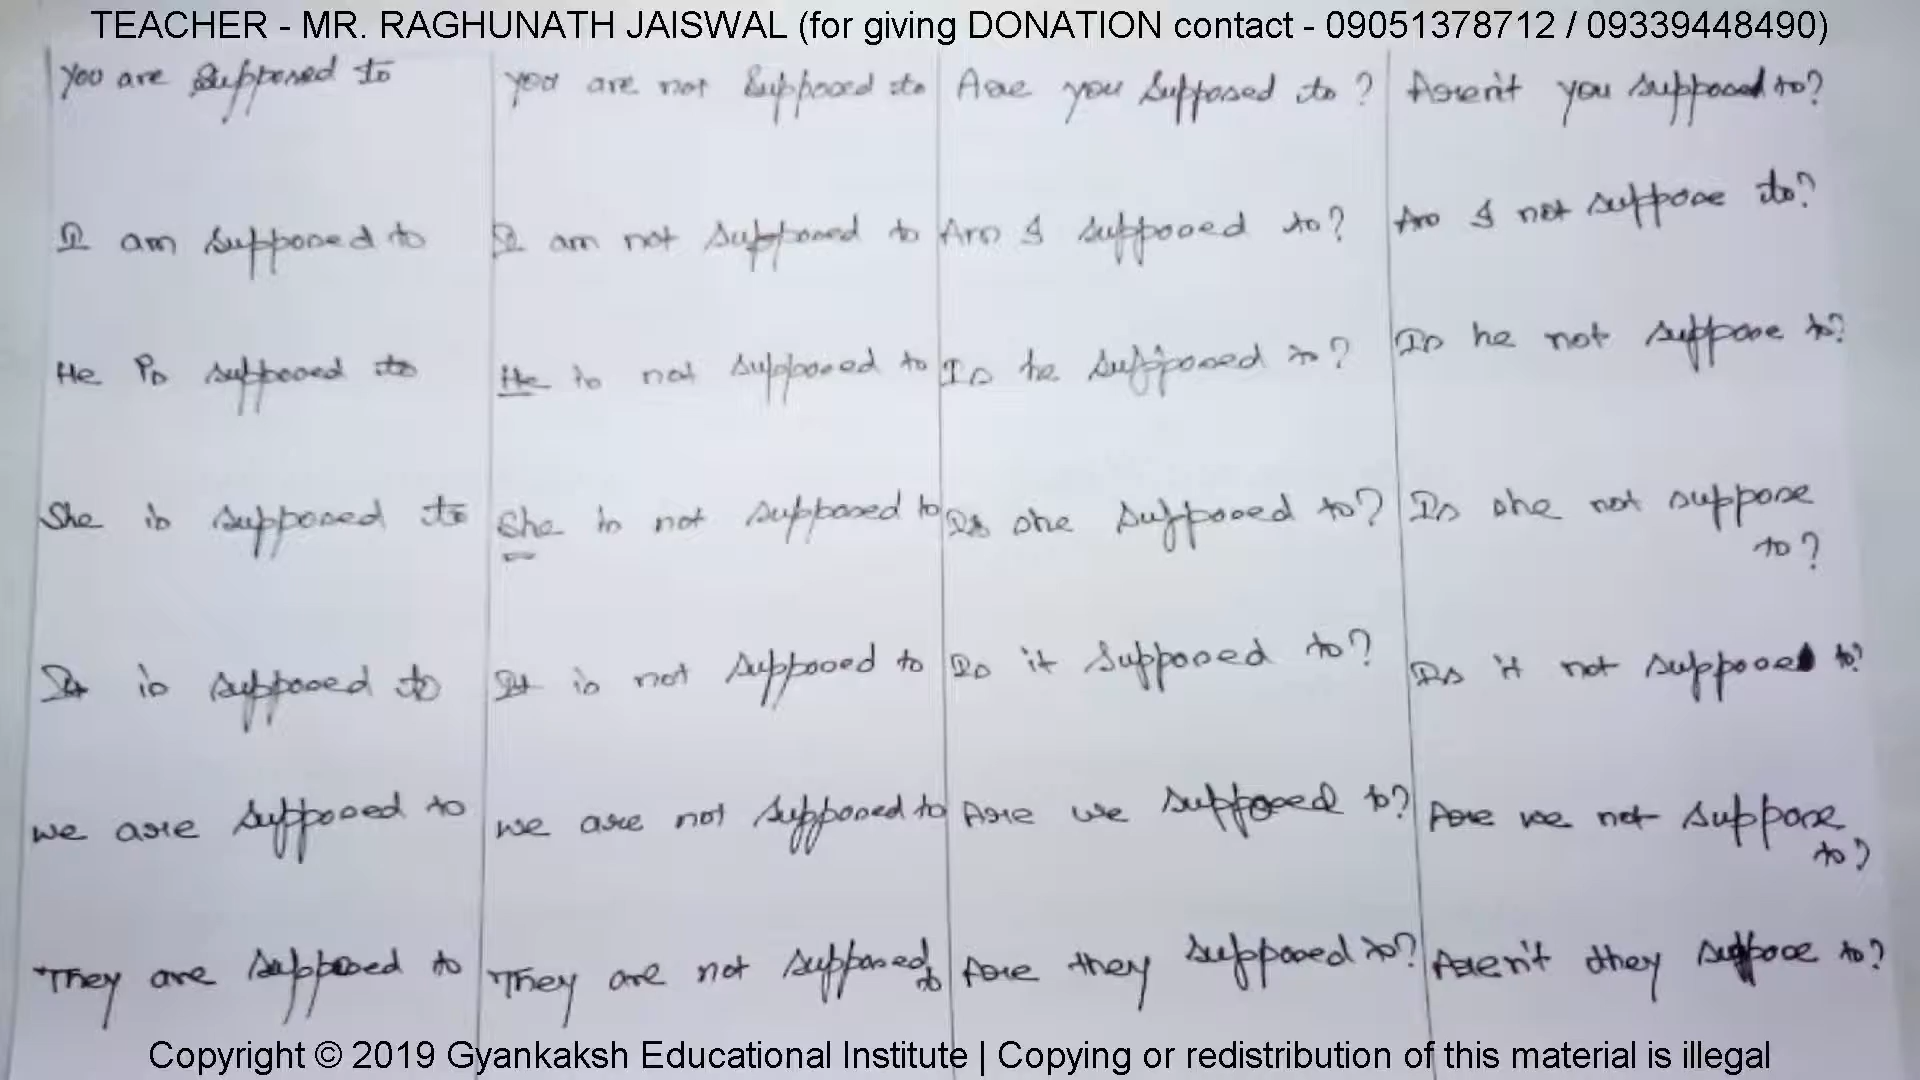 TEACHER - MR. RAGHUNATH JAISWAL (for giving DONATION contact - 09051378712 / 09339448490)
You are supposed to
you are not supposed to
Are you supposed to ?
Aren't you supposed to?
I am supposed to
I am not supposed to
Am I supposed to?
Am I not suppose to?
He is supposed to
He is not supposed to
Is he supposed to?
Is he not suppose to?
She is supposed to
She is not supposed to
Is she supposed to?
Is she not suppose
to?
It is supposed to
It is not supposed to
Is it supposed to?
Is it not suppose to?
We are supposed to
We are not supposed to
Are we supposed to?
Are we not suppose
to?
They are supposed to
They are not supposed
to
Are they supposed to?
Aren't they suppose to?
Copyright © 2019 Gyankaksh Educational Institute | Copying or redistribution of this material is illegal